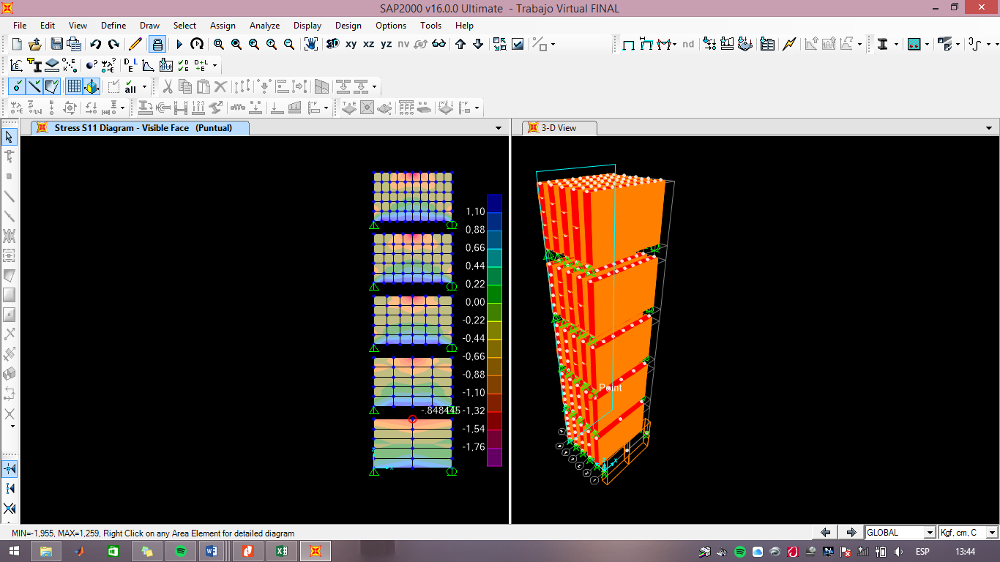 SAP2000 v16.0.0 Ultimate - Trabajo Virtual FINAL
File Edit View Define Draw Select Assign Analyze Display Design Options Tools Help
3D xy xz yz nv nd
all
Stress S11 Diagram - Visible Face (Puntual)
3-D View
1,10
0,88
0,66
0,44
0,22
0,00
-0,22
-0,44
-0,66
-0,88
-1,10
-1,32
-1,54
-1,76
-.848445
Point
MIN=-1,955, MAX=1,259, Right Click on any Area Element for detailed diagram
GLOBAL
Kgf, cm, C
ESP
13:44